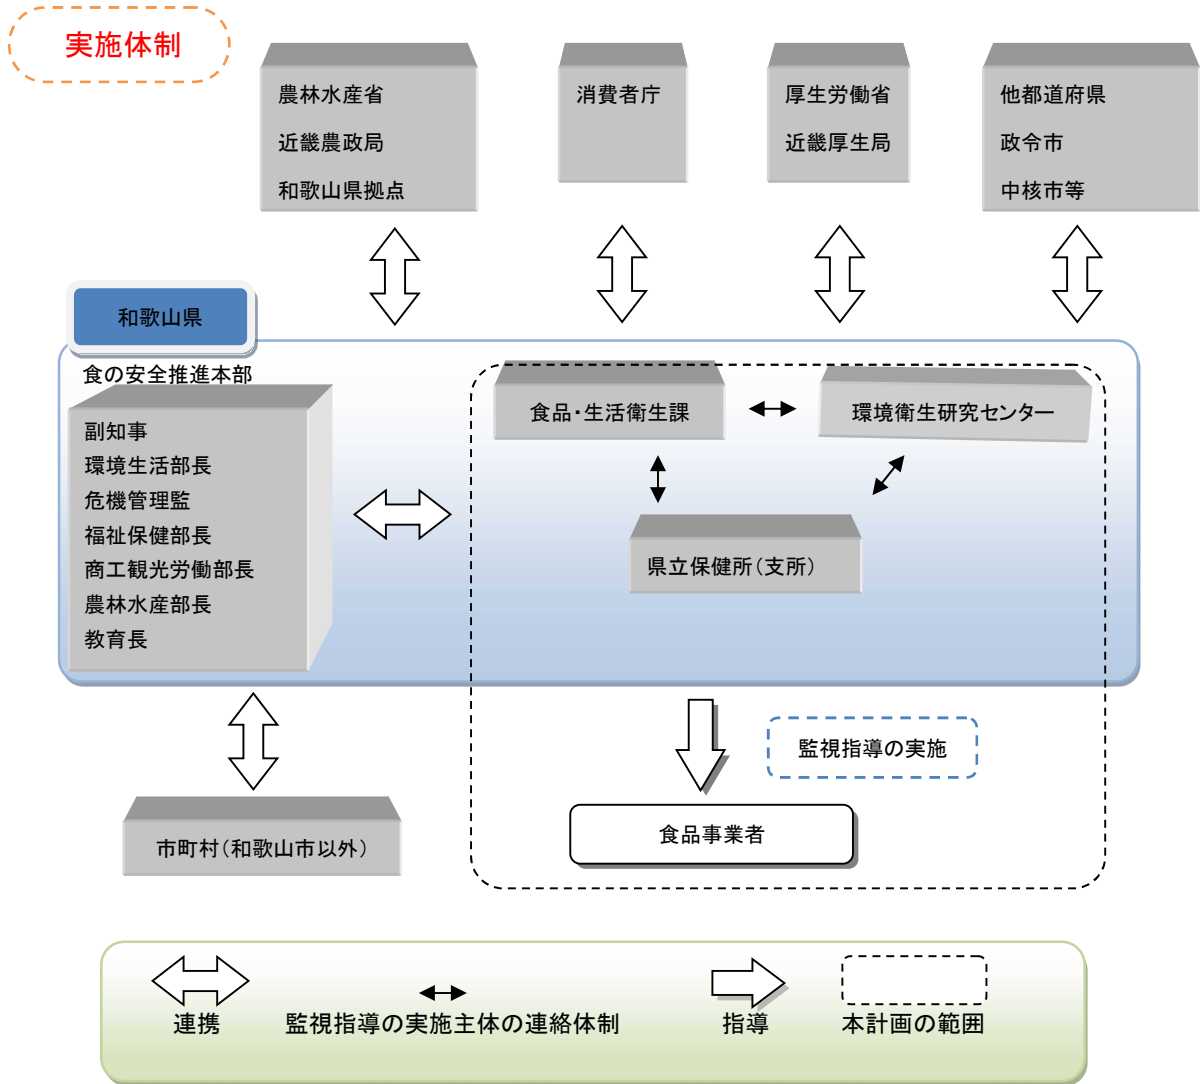 実施体制
農林水産省
近畿農政局
和歌山県拠点
消費者庁
厚生労働省
近畿厚生局
他都道府県
政令市
中核市等
和歌山県
食の安全推進本部
副知事
環境生活部長
危機管理監
福祉保健部長
商工観光労働部長
農林水産部長
教育長
食品・生活衛生課
環境衛生研究センター
県立保健所(支所)
監視指導の実施
食品事業者
市町村(和歌山市以外)
連携
監視指導の実施主体の連絡体制
指導
本計画の範囲